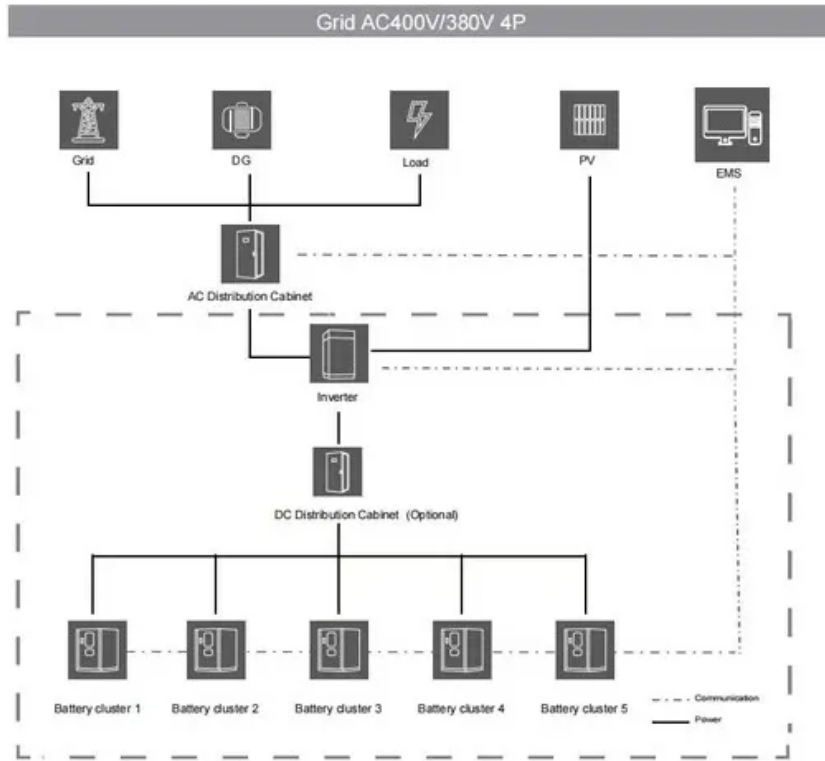 Grid AC400V/380V 4P
Grid
DG
Load
PV
EMS
AC Distribution Cabinet
Inverter
DC Distribution Cabinet (Optional)
Battery cluster 1
Battery cluster 2
Battery cluster 3
Battery cluster 4
Battery cluster 5
Communication
Power